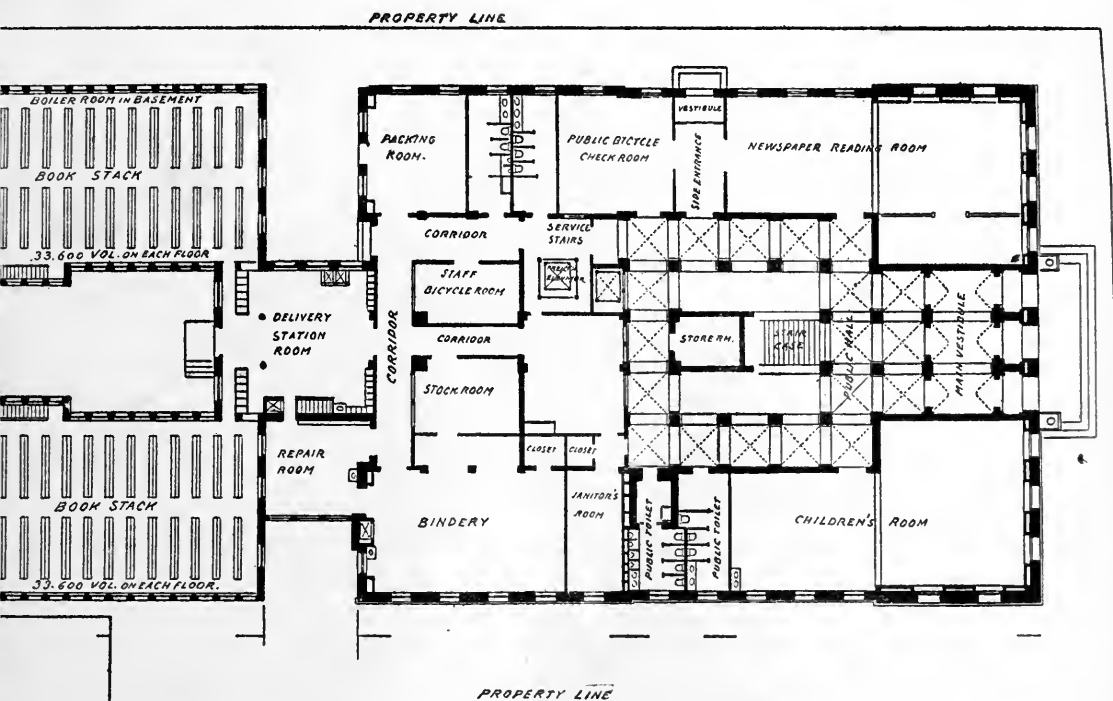 PROPERTY LINE
BOILER ROOM IN BASEMENT
BOOK STACK
33.600 VOL. ON EACH FLOOR
PACKING
ROOM.
PUBLIC BICYCLE
CHECK ROOM
VESTIBULE
SIDE ENTRANCE
NEWSPAPER READING ROOM
CORRIDOR
SERVICE
STAIRS
STAFF
BICYCLE ROOM
DELIVERY
STATION
ROOM
CORRIDOR
CORRIDOR
STORE RM.
STAIR
CASE
PUBLIC HALL
MAIN VESTIBULE
STOCK ROOM
REPAIR
ROOM
CLOSET
CLOSET
BOOK STACK
33.600 VOL. ON EACH FLOOR.
BINDERY
JANITOR'S
ROOM
PUBLIC TOILET
PUBLIC TOILET
CHILDREN'S ROOM
PROPERTY LINE